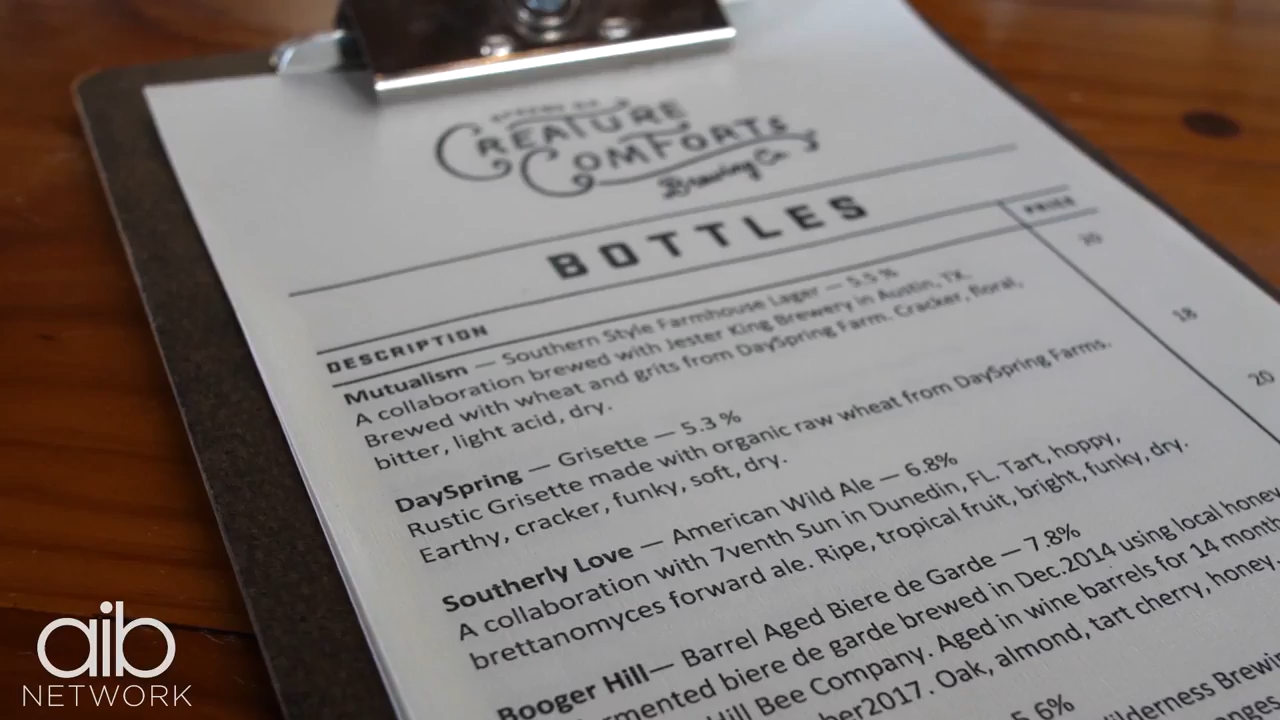 CREATURE
COMFORTS
Brewing Co.
BOTTLES
DESCRIPTION PRICE
Mutualism — Southern Style Farmhouse Lager — 5.5 % 20
A collaboration brewed with Jester King Brewery in Austin, TX.
Brewed with wheat and grits from DaySpring Farm. Cracker, floral,
bitter, light acid, dry.
DaySpring — Grisette — 5.3 % 18
Rustic Grisette made with organic raw wheat from DaySpring Farms.
Earthy, cracker, funky, soft, dry.
Southerly Love — American Wild Ale — 6.8% 20
A collaboration with 7venth Sun in Dunedin, FL. Tart, hoppy,
brettanomyces forward ale. Ripe, tropical fruit, bright, funky, dry.
Booger Hill— Barrel Aged Biere de Garde — 7.8%
mented biere de garde brewed in Dec.2014 using local honey
Hill Bee Company. Aged in wine barrels for 14 month
ber2017. Oak, almond, tart cherry, honey,
5.6%
lderness Brewin
nges
aib
NETWORK